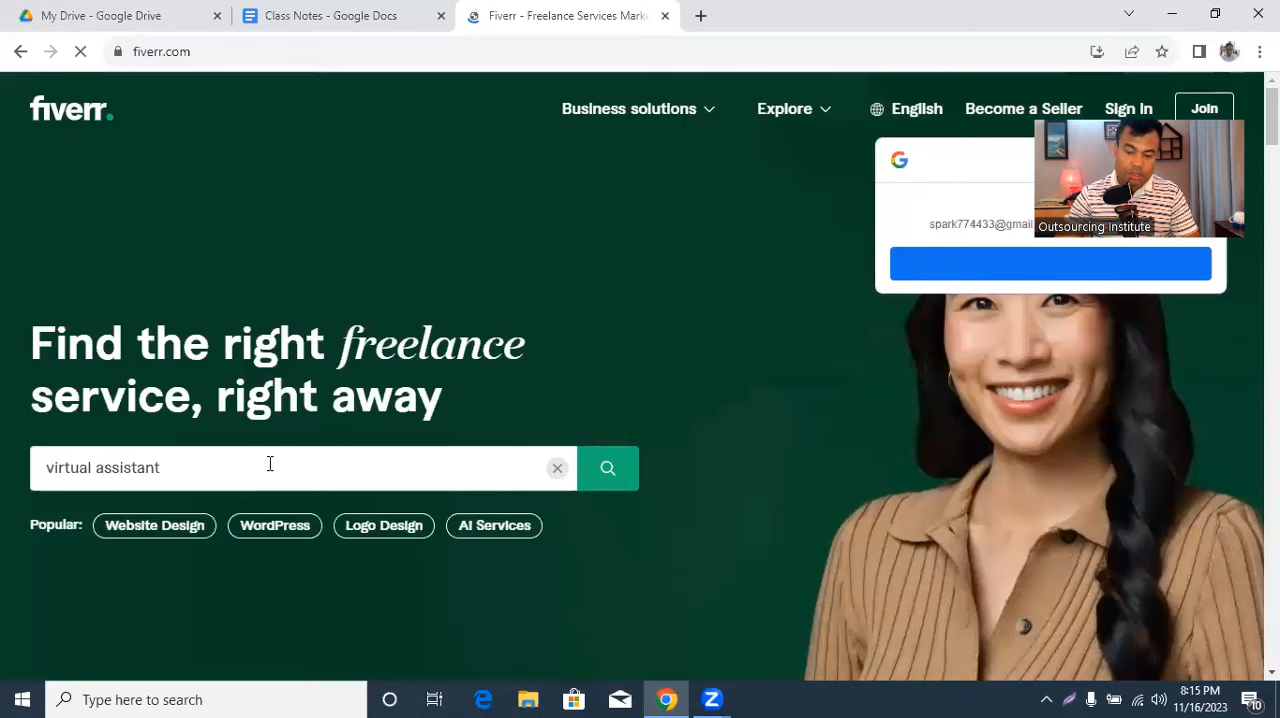 My Drive - Google Drive
Class Notes - Google Docs
Fiverr - Freelance Services Mark
fiverr.com
fiverr.
Business solutions
Explore
English
Become a Seller
Sign in
Join
G
spark774433@gmail.
Outsourcing Institute
Find the right freelance
service, right away
virtual assistant
Popular:
Website Design
WordPress
Logo Design
AI Services
Type here to search
8:15 PM
11/16/2023
10